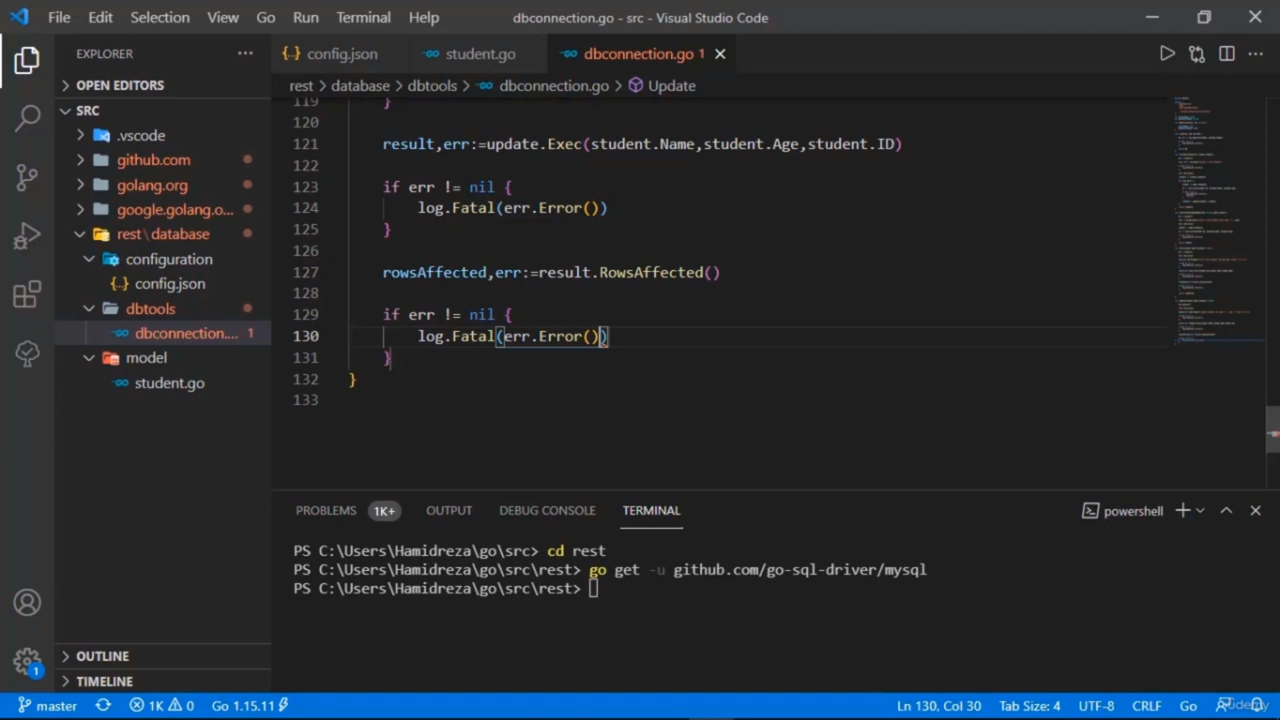 File Edit Selection View Go Run Terminal Help dbconnection.go - src - Visual Studio Code
EXPLORER
config.json student.go dbconnection.go 1
rest > database > dbtools > dbconnection.go > Update
OPEN EDITORS
SRC
.vscode
github.com
golang.org
google.golang.o...
rest\database
configuration
config.json
dbtools
dbconnection... 1
model
student.go
OUTLINE
TIMELINE
119 }
120
121 result,err:=create.Exec(student.Name,student.Age,student.ID)
122
123 if err != nil {
124 log.Fatal(err.Error())
125 }
126
127 rowsAffected,err:=result.RowsAffected()
128
129 if err != nil {
130 log.Fatal(err.Error())
131 }
132 }
133
PROBLEMS 1K+ OUTPUT DEBUG CONSOLE TERMINAL powershell
PS C:\Users\Hamidreza\go\src> cd rest
PS C:\Users\Hamidreza\go\src\rest> go get -u github.com/go-sql-driver/mysql
PS C:\Users\Hamidreza\go\src\rest>
1
master 1K 0 Go 1.15.11 Ln 130, Col 30 Tab Size: 4 UTF-8 CRLF Go
Udemy